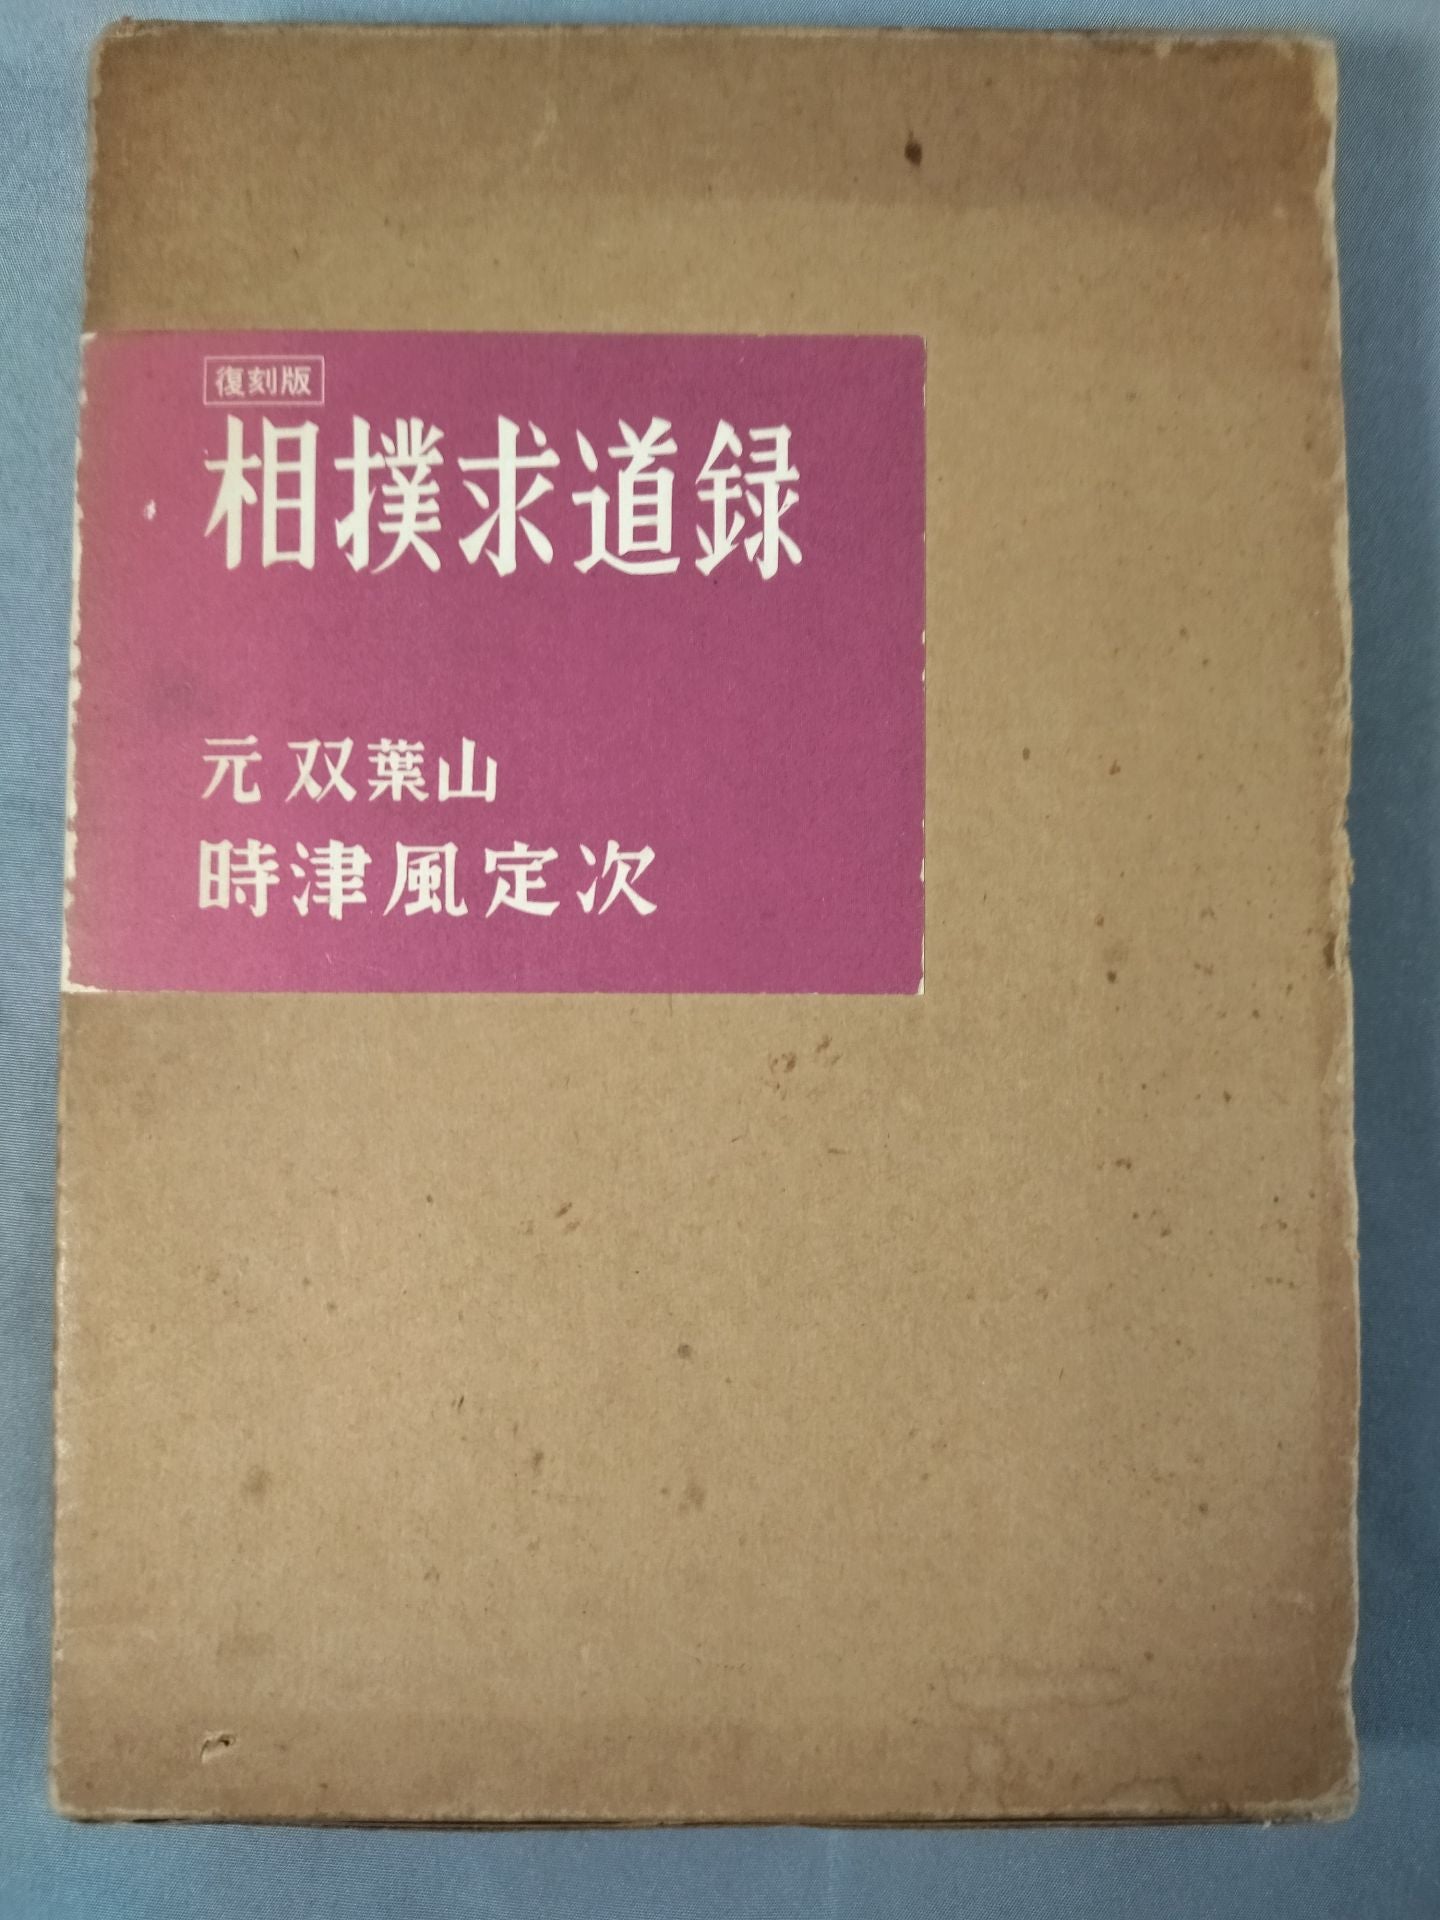 復刻版
相撲求道録
元 双葉山
時津風定次